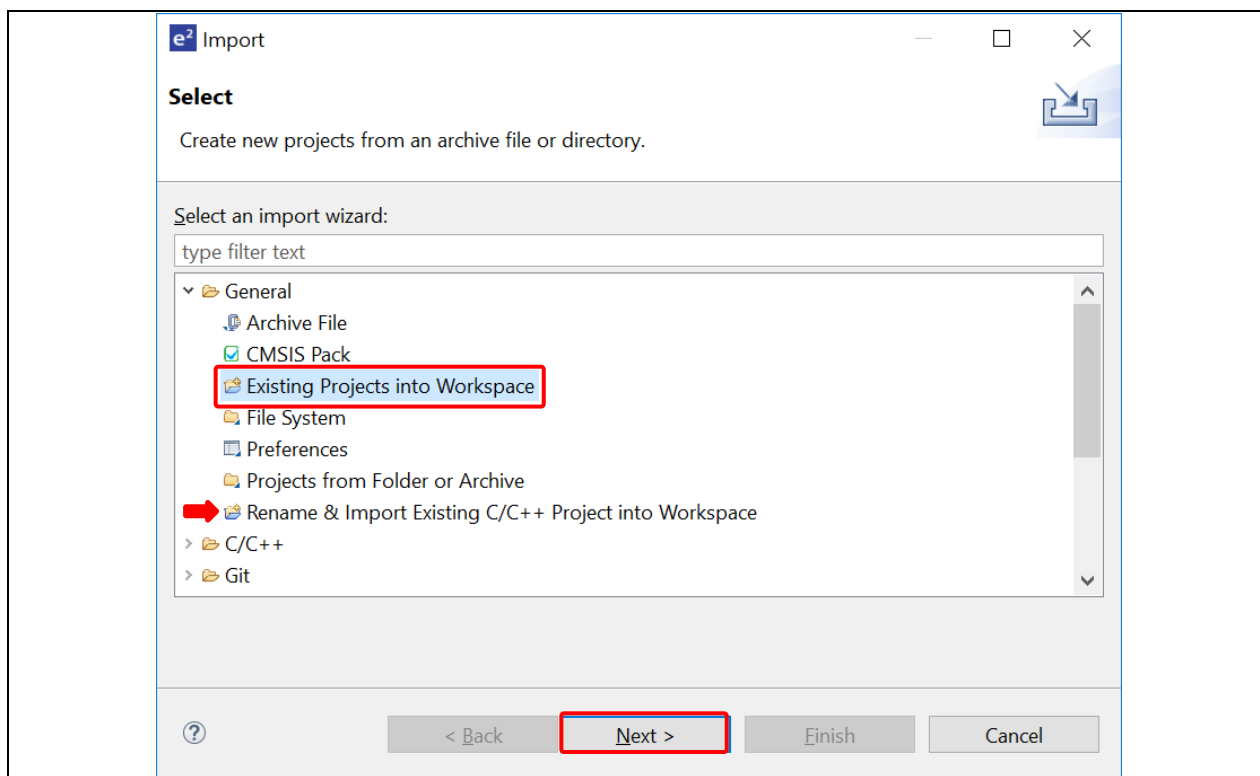 e² Import
Select
Create new projects from an archive file or directory.
Select an import wizard:
type filter text
General
Archive File
CMSIS Pack
Existing Projects into Workspace
File System
Preferences
Projects from Folder or Archive
Rename & Import Existing C/C++ Project into Workspace
C/C++
Git
? < Back Next > Finish Cancel